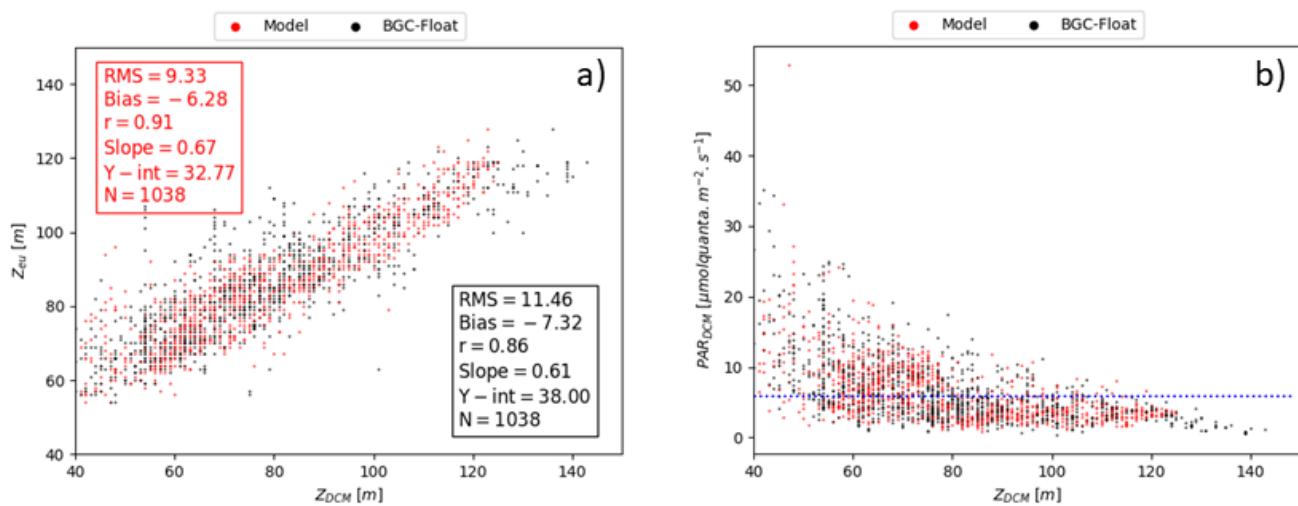 Model BGC-Float
a)
RMS = 9.33
Bias = − 6.28
r = 0.91
Slope = 0.67
Y − int = 32.77
N = 1038
RMS = 11.46
Bias = − 7.32
r = 0.86
Slope = 0.61
Y − int = 38.00
N = 1038
140
120
100
80
60
40
Z_eu [m]
40 60 80 100 120 140
Z_DCM [m]
Model BGC-Float
b)
50
40
30
20
10
0
PAR_DCM [μmolquanta. m⁻². s⁻¹]
40 60 80 100 120 140
Z_DCM [m]